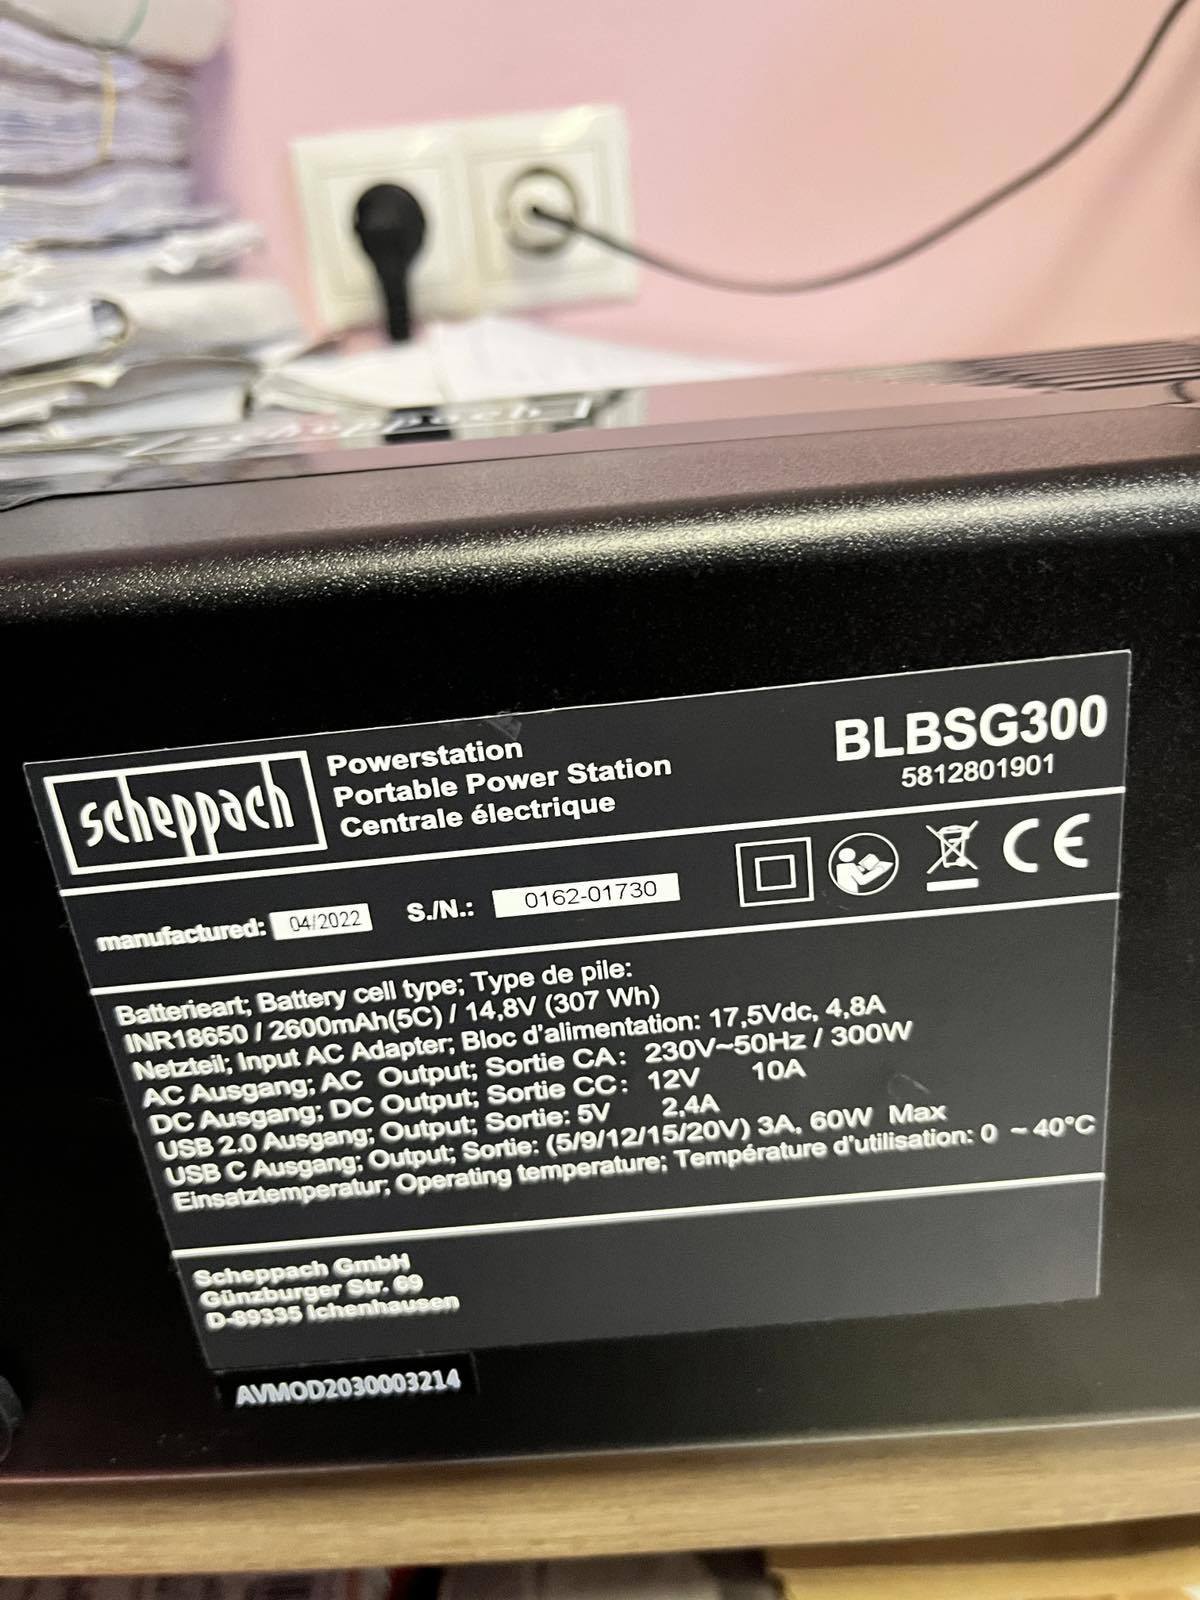 scheppach
Powerstation
Portable Power Station
Centrale électrique
BLBSG300
5812801901
manufactured: 04/2022 S./N.: 0162-01730
CE
Batterieart; Battery cell type; Type de pile:
INR18650 / 2600mAh(5C) / 14,8V (307 Wh)
Netzteil; Input AC Adapter; Bloc d'alimentation: 17,5Vdc, 4,8A
AC Ausgang; AC Output; Sortie CA: 230V~50Hz / 300W
DC Ausgang; DC Output; Sortie CC: 12V 10A
USB 2.0 Ausgang; Output; Sortie: 5V 2,4A
USB C Ausgang; Output; Sortie: (5/9/12/15/20V) 3A, 60W Max
Einsatztemperatur; Operating temperature; Température d'utilisation: 0 ~ 40°C
Scheppach GmbH
Günzburger Str. 69
D-89335 Ichenhausen
AVMOD2030003214